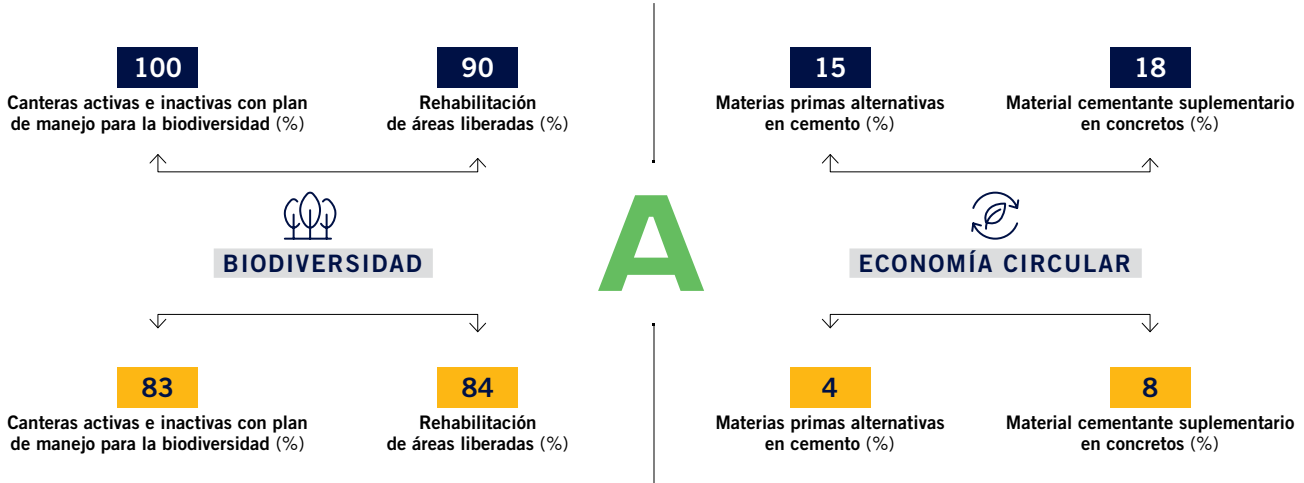 100
Canteras activas e inactivas con plan
de manejo para la biodiversidad (%)
90
Rehabilitación
de áreas liberadas (%)
BIODIVERSIDAD
83
Canteras activas e inactivas con plan
de manejo para la biodiversidad (%)
84
Rehabilitación
de áreas liberadas (%)
A
15
Materias primas alternativas
en cemento (%)
18
Material cementante suplementario
en concretos (%)
ECONOMÍA CIRCULAR
4
Materias primas alternativas
en cemento (%)
8
Material cementante suplementario
en concretos (%)